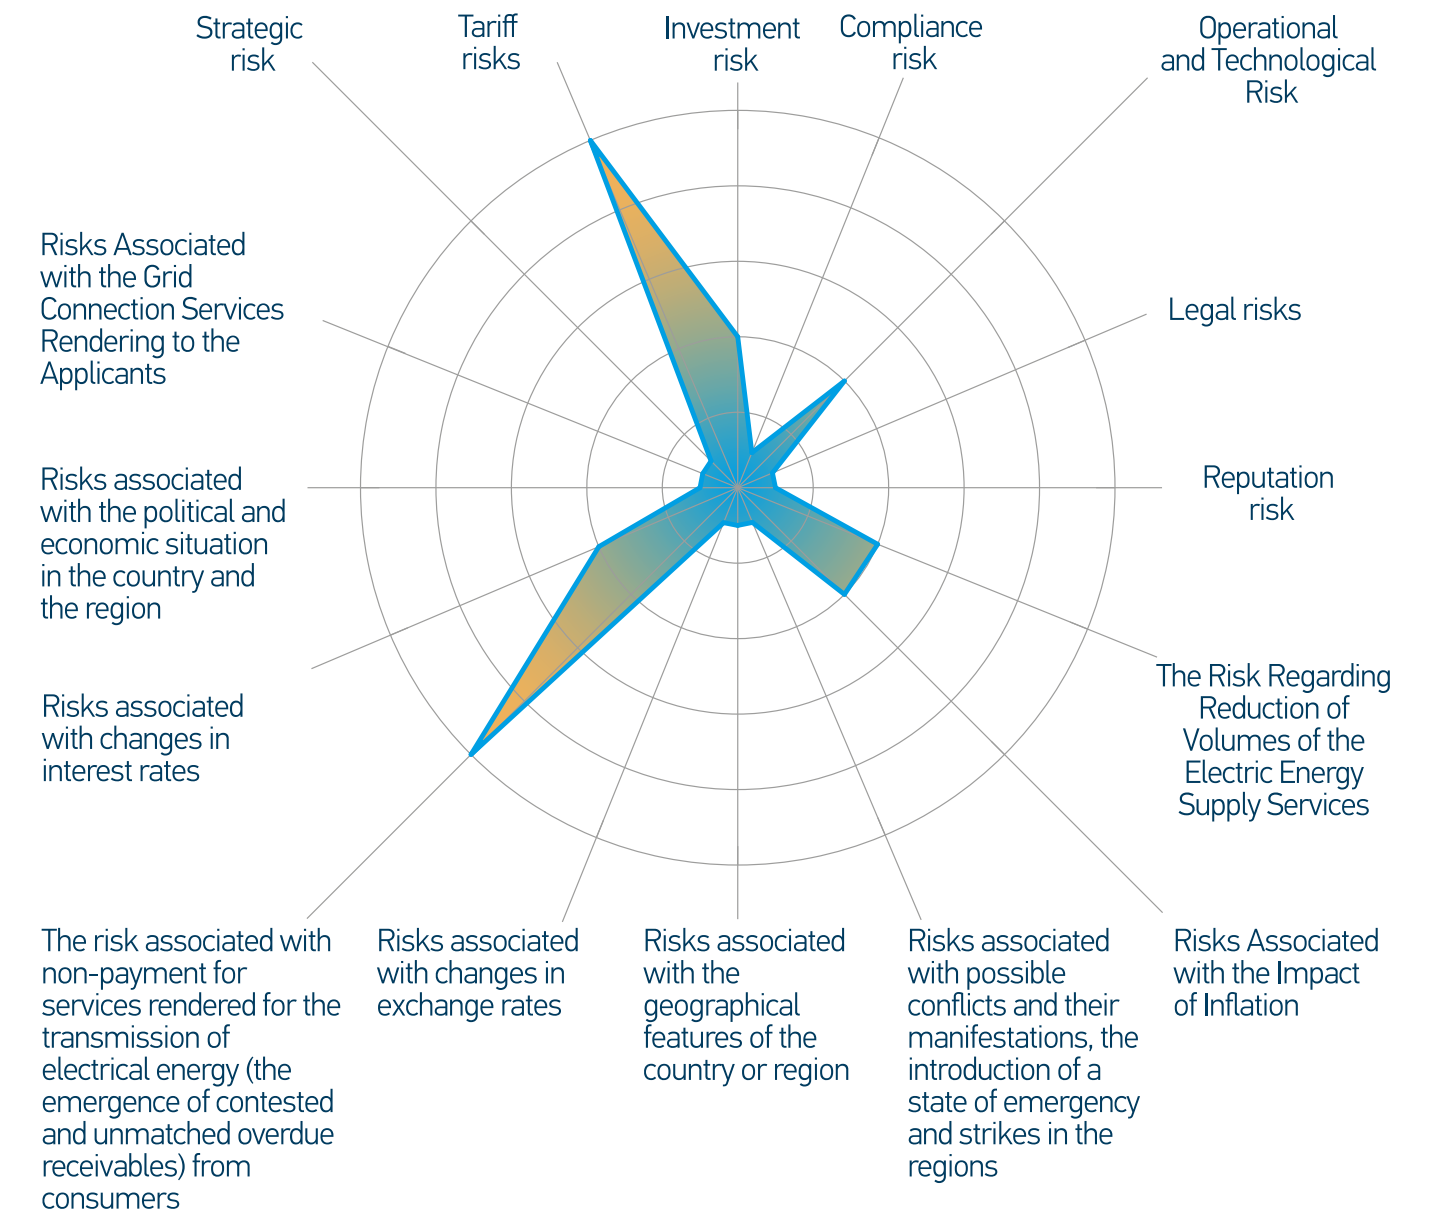 Strategic
risk
Tariff
risks
Investment
risk
Compliance
risk
Operational
and Technological
Risk
Risks Associated
with the Grid
Connection Services
Rendering to the
Applicants
Legal risks
Risks associated
with the political and
economic situation
in the country and
the region
Reputation
risk
Risks associated
with changes in
interest rates
The Risk Regarding
Reduction of
Volumes of the
Electric Energy
Supply Services
The risk associated with
non-payment for
services rendered for the
transmission of
electrical energy (the
emergence of contested
and unmatched overdue
receivables) from
consumers
Risks associated
with changes in
exchange rates
Risks associated
with the
geographical
features of the
country or region
Risks associated
with possible
conflicts and their
manifestations, the
introduction of a
state of emergency
and strikes in the
regions
Risks Associated
with the Impact
of Inflation